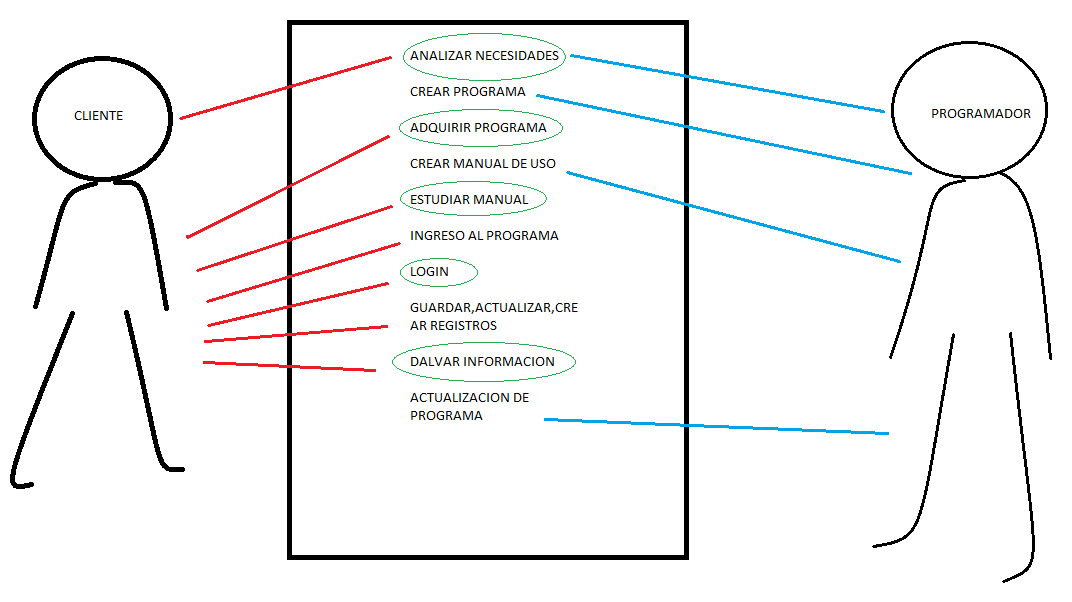 CLIENTE
ANALIZAR NECESIDADES
CREAR PROGRAMA
ADQUIRIR PROGRAMA
CREAR MANUAL DE USO
ESTUDIAR MANUAL
INGRESO AL PROGRAMA
LOGIN
GUARDAR,ACTUALIZAR,CRE
AR REGISTROS
DALVAR INFORMACION
ACTUALIZACION DE
PROGRAMA
PROGRAMADOR